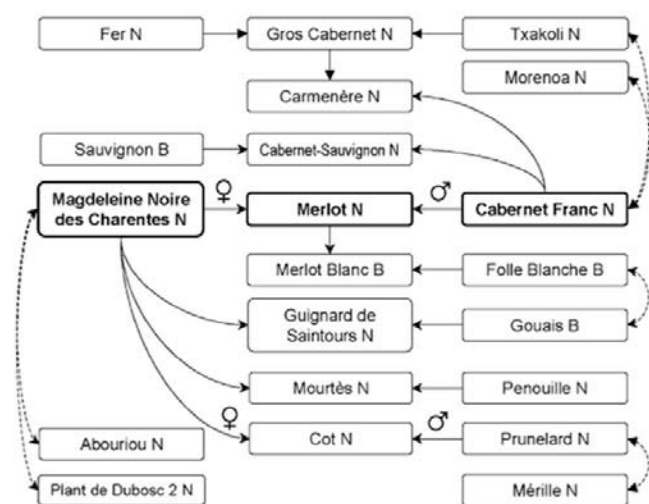 Fer N
Gros Cabernet N
Txakoli N
Morenoa N
Carmenère N
Sauvignon B
Cabernet-Sauvignon N
Magdeleine Noire
des Charentes N
♀
Merlot N
♂
Cabernet Franc N
Merlot Blanc B
Folle Blanche B
Guignard de
Saintours N
Gouais B
Mourtès N
Penouille N
♀
♂
Abouriou N
Cot N
Prunelard N
Plant de Dubosc 2 N
Mérille N